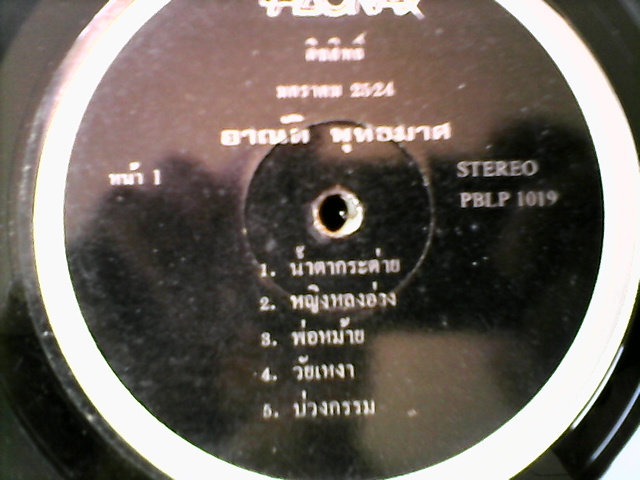 ลิขสิทธิ์
มกราคม 2524
อาณัติ พุทธมาศ
หน้า 1
STEREO
PBLP 1019
1. น้ำตากระต่าย
2. หญิงหลงอ่วง
3. พ่อหม้าย
4. วัยเหงา
5. บ่วงกรรม